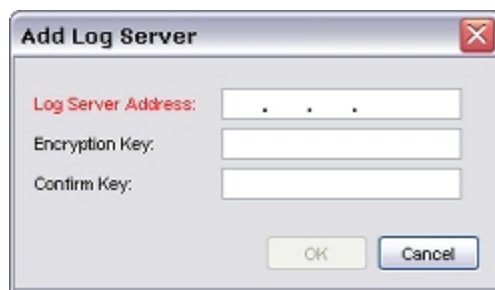 Add Log Server
Log Server Address: . . .
Encryption Key:
Confirm Key:
OK Cancel